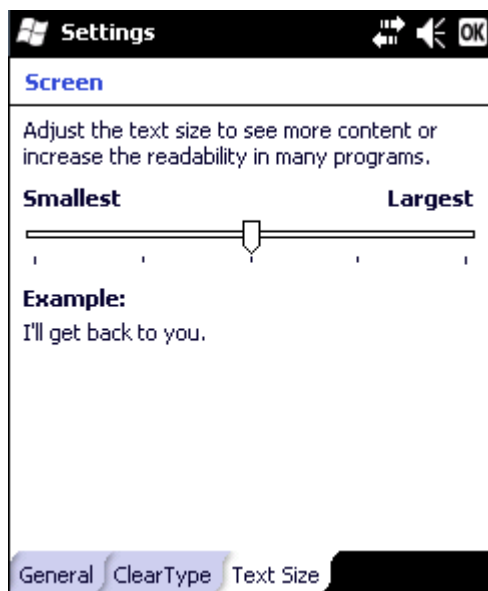 Settings
OK
Screen
Adjust the text size to see more content or
increase the readability in many programs.
Smallest Largest
Example:
I'll get back to you.
General ClearType Text Size